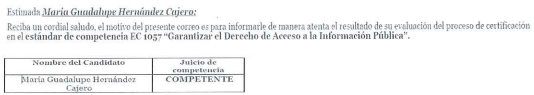 Estimada María Guadalupe Hernández Cajero:
Reciba un cordial saludo, el motivo del presente correo es para informarle de manera atenta el resultado de su evaluación del proceso de certificación
en el estándar de competencia EC 1057 “Garantizar el Derecho de Acceso a la Información Pública”.
Nombre del Candidato
Juicio de
competencia
María Guadalupe Hernández
Cajero
COMPETENTE